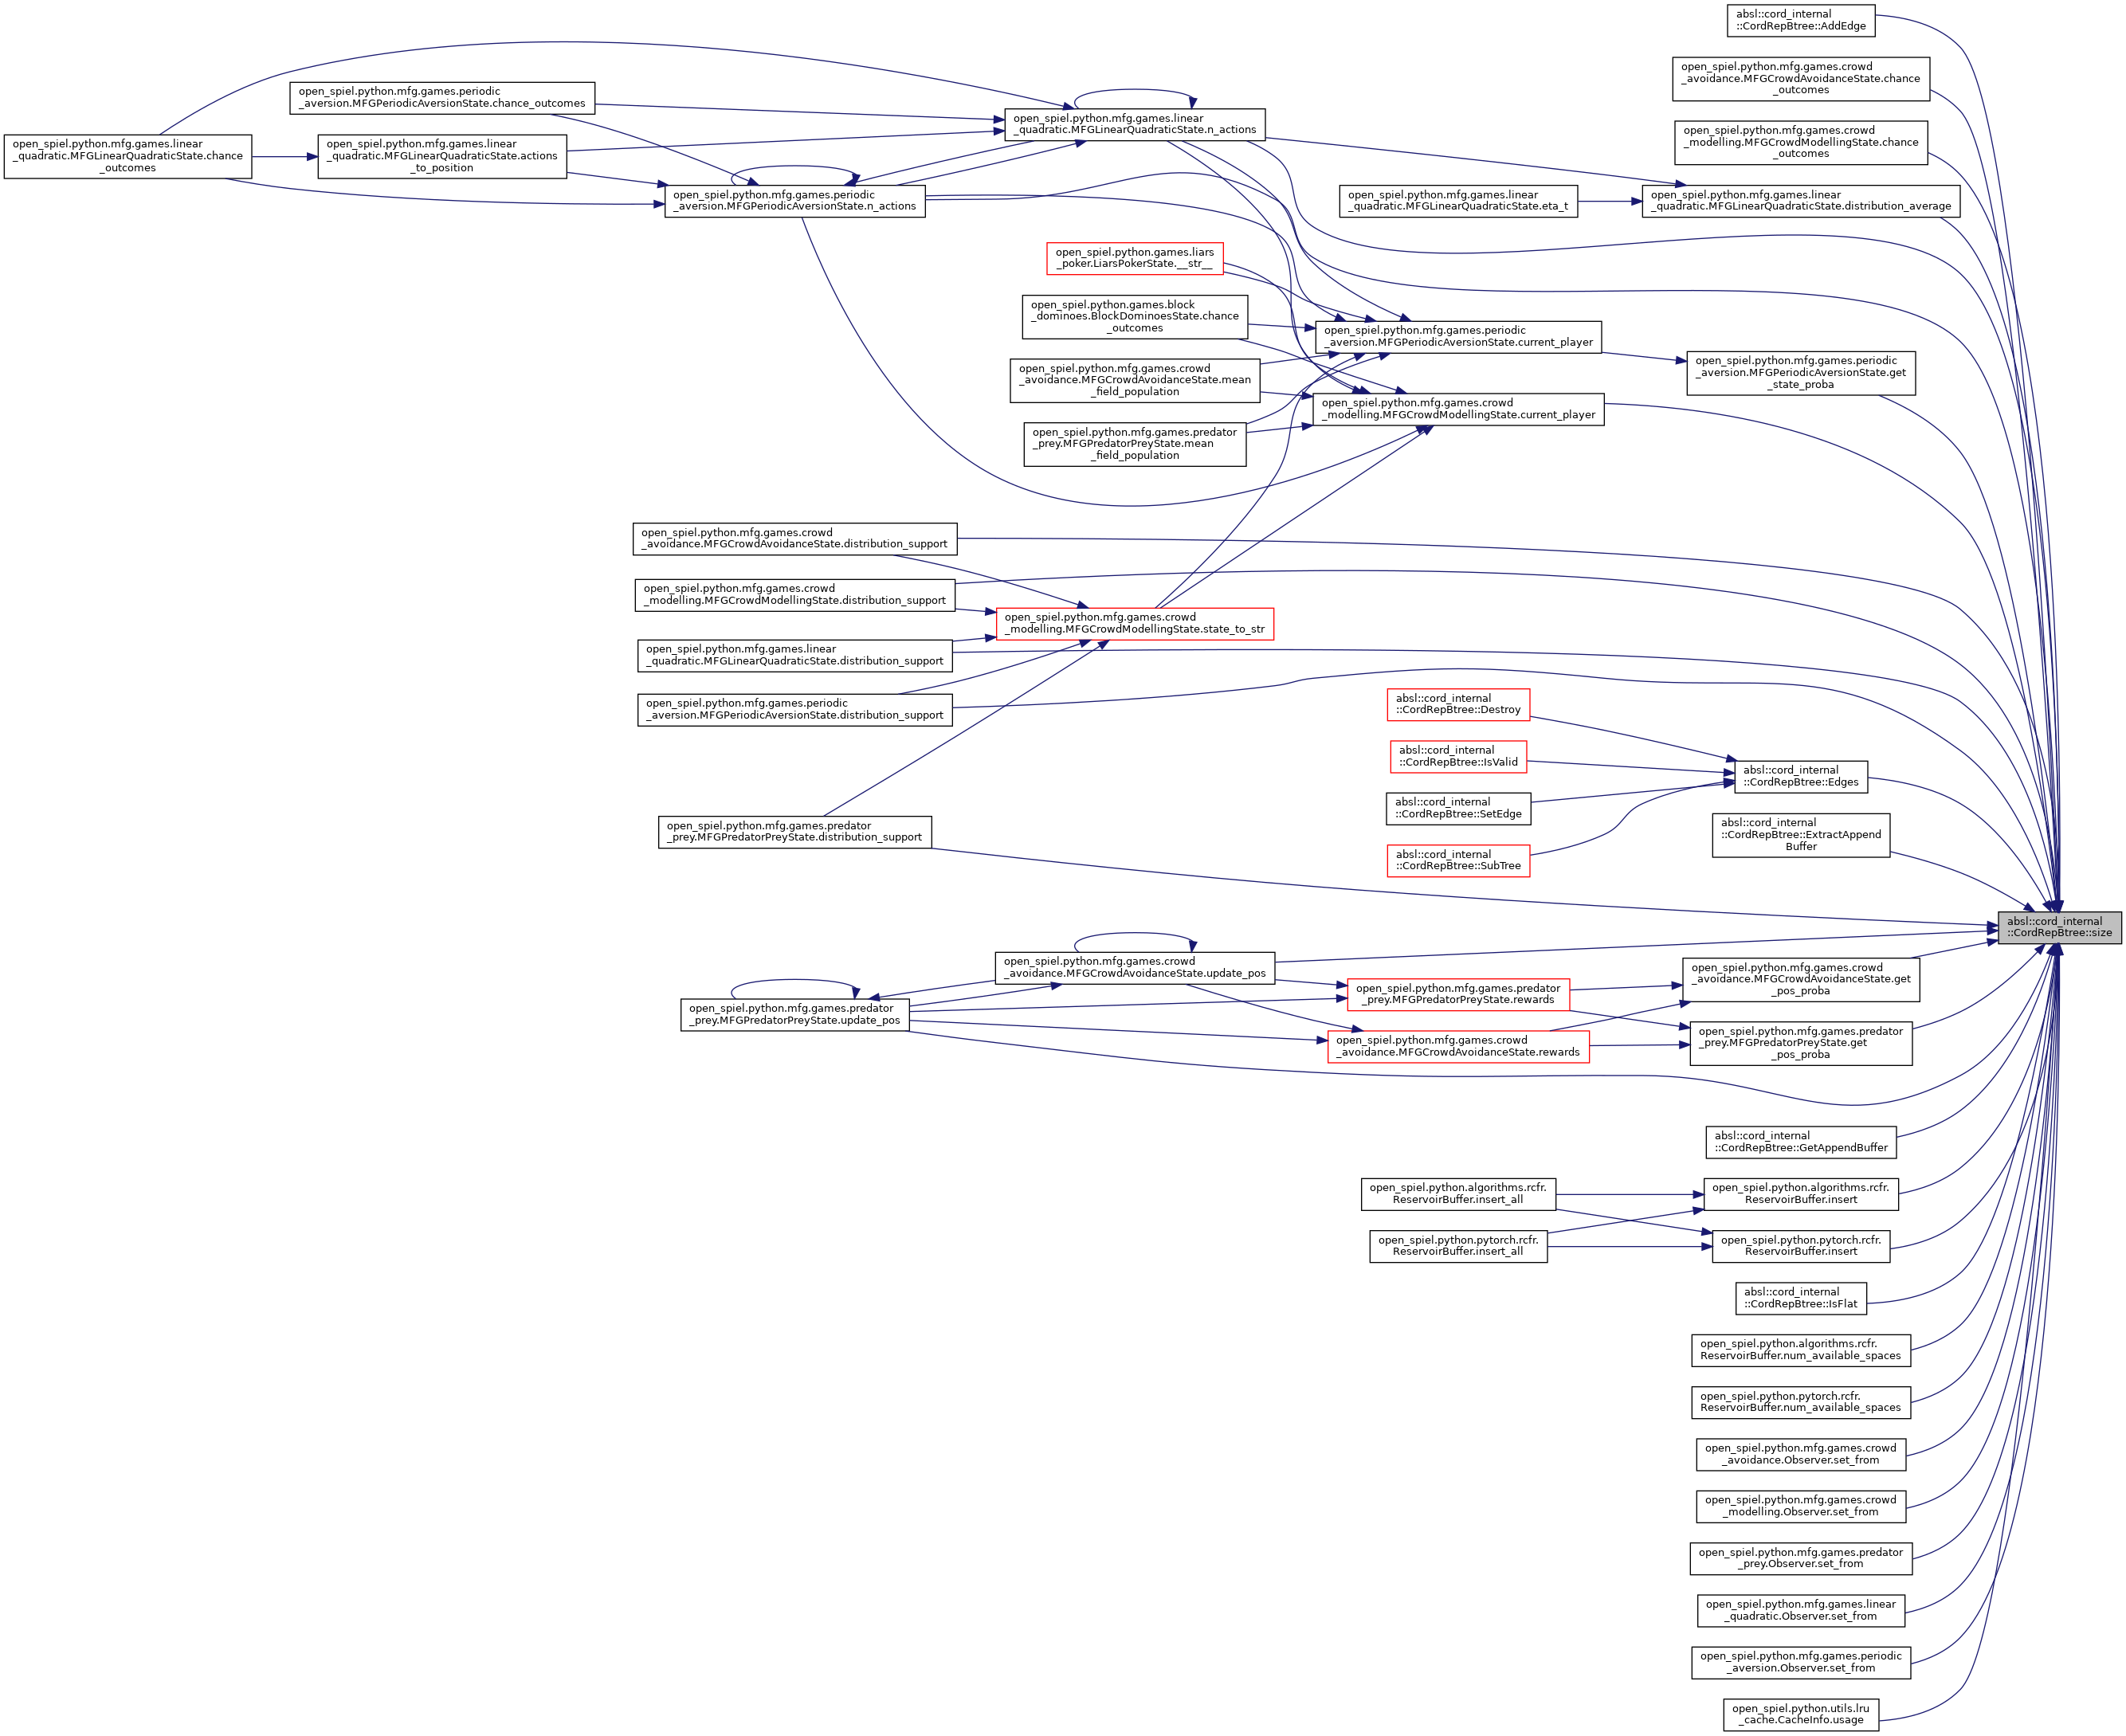 absl::cord_internal
::CordRepBtree::AddEdge
open_spiel.python.mfg.games.crowd
_avoidance.MFGCrowdAvoidanceState.chance
_outcomes
open_spiel.python.mfg.games.periodic
_aversion.MFGPeriodicAversionState.chance_outcomes
open_spiel.python.mfg.games.linear
_quadratic.MFGLinearQuadraticState.n_actions
open_spiel.python.mfg.games.crowd
_modelling.MFGCrowdModellingState.chance
_outcomes
open_spiel.python.mfg.games.linear
_quadratic.MFGLinearQuadraticState.chance
_outcomes
open_spiel.python.mfg.games.linear
_quadratic.MFGLinearQuadraticState.actions
_to_position
open_spiel.python.mfg.games.periodic
_aversion.MFGPeriodicAversionState.n_actions
open_spiel.python.mfg.games.linear
_quadratic.MFGLinearQuadraticState.eta_t
open_spiel.python.mfg.games.linear
_quadratic.MFGLinearQuadraticState.distribution_average
open_spiel.python.games.liars
_poker.LiarsPokerState.__str__
open_spiel.python.games.block
_dominoes.BlockDominoesState.chance
_outcomes
open_spiel.python.mfg.games.periodic
_aversion.MFGPeriodicAversionState.current_player
open_spiel.python.mfg.games.periodic
_aversion.MFGPeriodicAversionState.get
_state_proba
open_spiel.python.mfg.games.crowd
_avoidance.MFGCrowdAvoidanceState.mean
_field_population
open_spiel.python.mfg.games.crowd
_modelling.MFGCrowdModellingState.current_player
open_spiel.python.mfg.games.predator
_prey.MFGPredatorPreyState.mean
_field_population
open_spiel.python.mfg.games.crowd
_avoidance.MFGCrowdAvoidanceState.distribution_support
open_spiel.python.mfg.games.crowd
_modelling.MFGCrowdModellingState.distribution_support
open_spiel.python.mfg.games.crowd
_modelling.MFGCrowdModellingState.state_to_str
open_spiel.python.mfg.games.linear
_quadratic.MFGLinearQuadraticState.distribution_support
open_spiel.python.mfg.games.periodic
_aversion.MFGPeriodicAversionState.distribution_support
absl::cord_internal
::CordRepBtree::Destroy
absl::cord_internal
::CordRepBtree::IsValid
absl::cord_internal
::CordRepBtree::Edges
absl::cord_internal
::CordRepBtree::SetEdge
open_spiel.python.mfg.games.predator
_prey.MFGPredatorPreyState.distribution_support
absl::cord_internal
::CordRepBtree::ExtractAppend
Buffer
absl::cord_internal
::CordRepBtree::SubTree
absl::cord_internal
::CordRepBtree::size
open_spiel.python.mfg.games.crowd
_avoidance.MFGCrowdAvoidanceState.update_pos
open_spiel.python.mfg.games.crowd
_avoidance.MFGCrowdAvoidanceState.get
_pos_proba
open_spiel.python.mfg.games.predator
_prey.MFGPredatorPreyState.rewards
open_spiel.python.mfg.games.predator
_prey.MFGPredatorPreyState.update_pos
open_spiel.python.mfg.games.crowd
_avoidance.MFGCrowdAvoidanceState.rewards
open_spiel.python.mfg.games.predator
_prey.MFGPredatorPreyState.get
_pos_proba
absl::cord_internal
::CordRepBtree::GetAppendBuffer
open_spiel.python.algorithms.rcfr.
ReservoirBuffer.insert_all
open_spiel.python.algorithms.rcfr.
ReservoirBuffer.insert
open_spiel.python.pytorch.rcfr.
ReservoirBuffer.insert_all
open_spiel.python.pytorch.rcfr.
ReservoirBuffer.insert
absl::cord_internal
::CordRepBtree::IsFlat
open_spiel.python.algorithms.rcfr.
ReservoirBuffer.num_available_spaces
open_spiel.python.pytorch.rcfr.
ReservoirBuffer.num_available_spaces
open_spiel.python.mfg.games.crowd
_avoidance.Observer.set_from
open_spiel.python.mfg.games.crowd
_modelling.Observer.set_from
open_spiel.python.mfg.games.predator
_prey.Observer.set_from
open_spiel.python.mfg.games.linear
_quadratic.Observer.set_from
open_spiel.python.mfg.games.periodic
_aversion.Observer.set_from
open_spiel.python.utils.lru
_cache.CacheInfo.usage